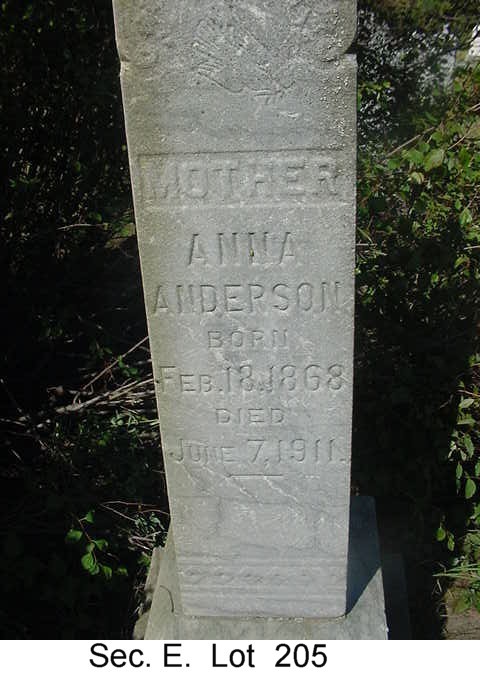 MOTHER
ANNA
ANDERSON.
BORN
FEB. 18, 1868
DIED
JUNE 7, 1911.
Sec. E. Lot 205